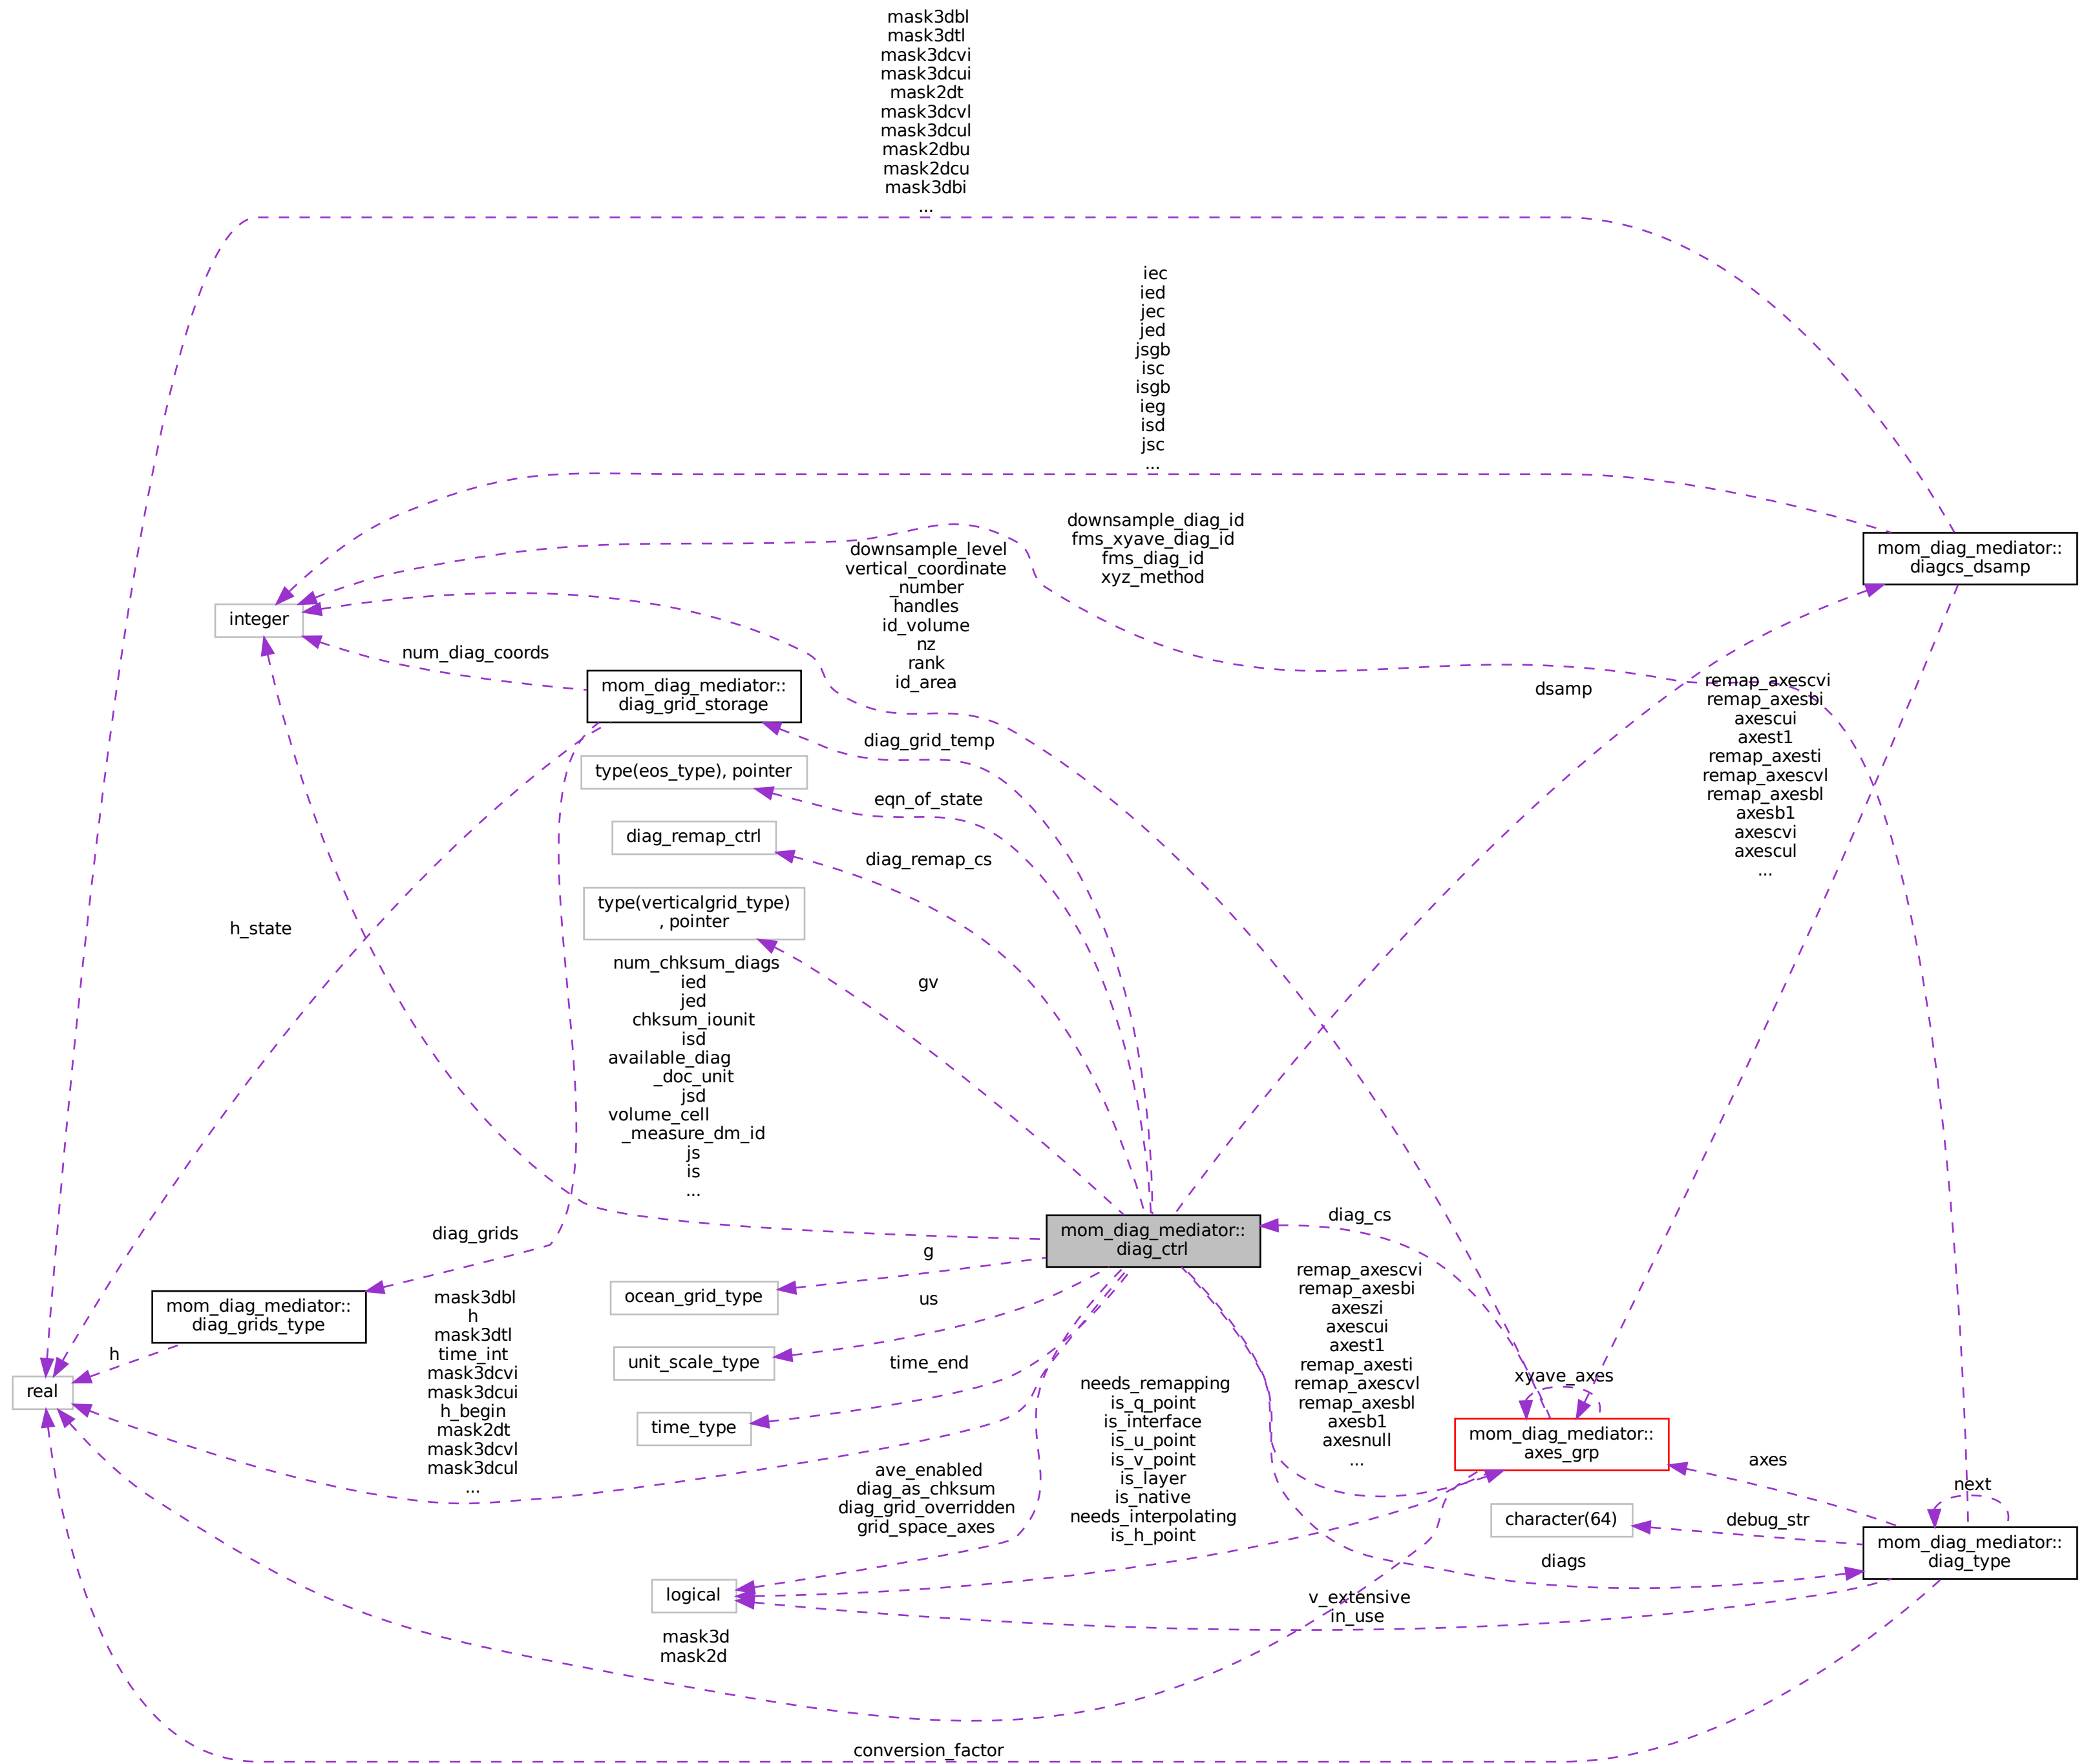 mask3dbl
mask3dtl
mask3dcvi
mask3dcui
mask2dt
mask3dcvl
mask3dcul
mask2dbu
mask2dcu
mask3dbi
...
iec
ied
jec
jed
jsgb
isc
isgb
ieg
isd
jsc
...
downsample_diag_id
fms_xyave_diag_id
fms_diag_id
xyz_method
mom_diag_mediator::
diagcs_dsamp
downsample_level
vertical_coordinate
_number
handles
id_volume
nz
rank
id_area
integer
num_diag_coords
mom_diag_mediator::
diag_grid_storage
dsamp
remap_axescvi
remap_axesbi
axescui
axest1
remap_axesti
remap_axescvl
remap_axesbl
axesb1
axescvi
axescul
...
diag_grid_temp
type(eos_type), pointer
eqn_of_state
diag_remap_ctrl
diag_remap_cs
type(verticalgrid_type)
, pointer
gv
h_state
num_chksum_diags
ied
jed
chksum_iounit
isd
available_diag
_doc_unit
jsd
volume_cell
_measure_dm_id
js
is
...
diag_grids
mom_diag_mediator::
diag_ctrl
diag_cs
g
ocean_grid_type
us
unit_scale_type
time_end
time_type
mom_diag_mediator::
diag_grids_type
h
real
mask3dbl
h
mask3dtl
time_int
mask3dcvi
mask3dcui
h_begin
mask2dt
mask3dcvl
mask3dcul
...
remap_axescvi
remap_axesbi
axeszi
axescui
axest1
remap_axesti
remap_axescvl
remap_axesbl
axesb1
axesnull
...
xyave_axes
mom_diag_mediator::
axes_grp
needs_remapping
is_q_point
is_interface
is_u_point
is_v_point
is_layer
is_native
needs_interpolating
is_h_point
ave_enabled
diag_as_chksum
diag_grid_overridden
grid_space_axes
axes
next
character(64)
debug_str
mom_diag_mediator::
diag_type
diags
logical
v_extensive
in_use
mask3d
mask2d
conversion_factor